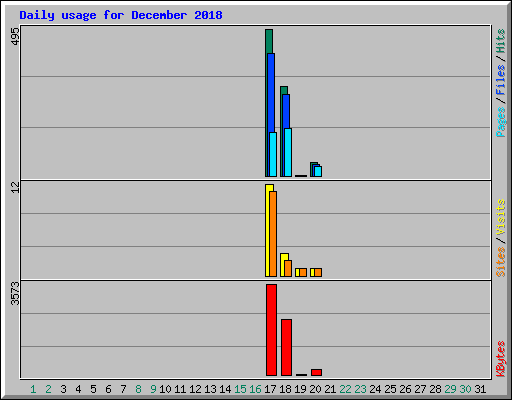 Daily usage for December 2018
495
Pages/Files/Hits
12
Sites/Visits
3573
KBytes
1 2 3 4 5 6 7 8 9 10 11 12 13 14 15 16 17 18 19 20 21 22 23 24 25 26 27 28 29 30 31